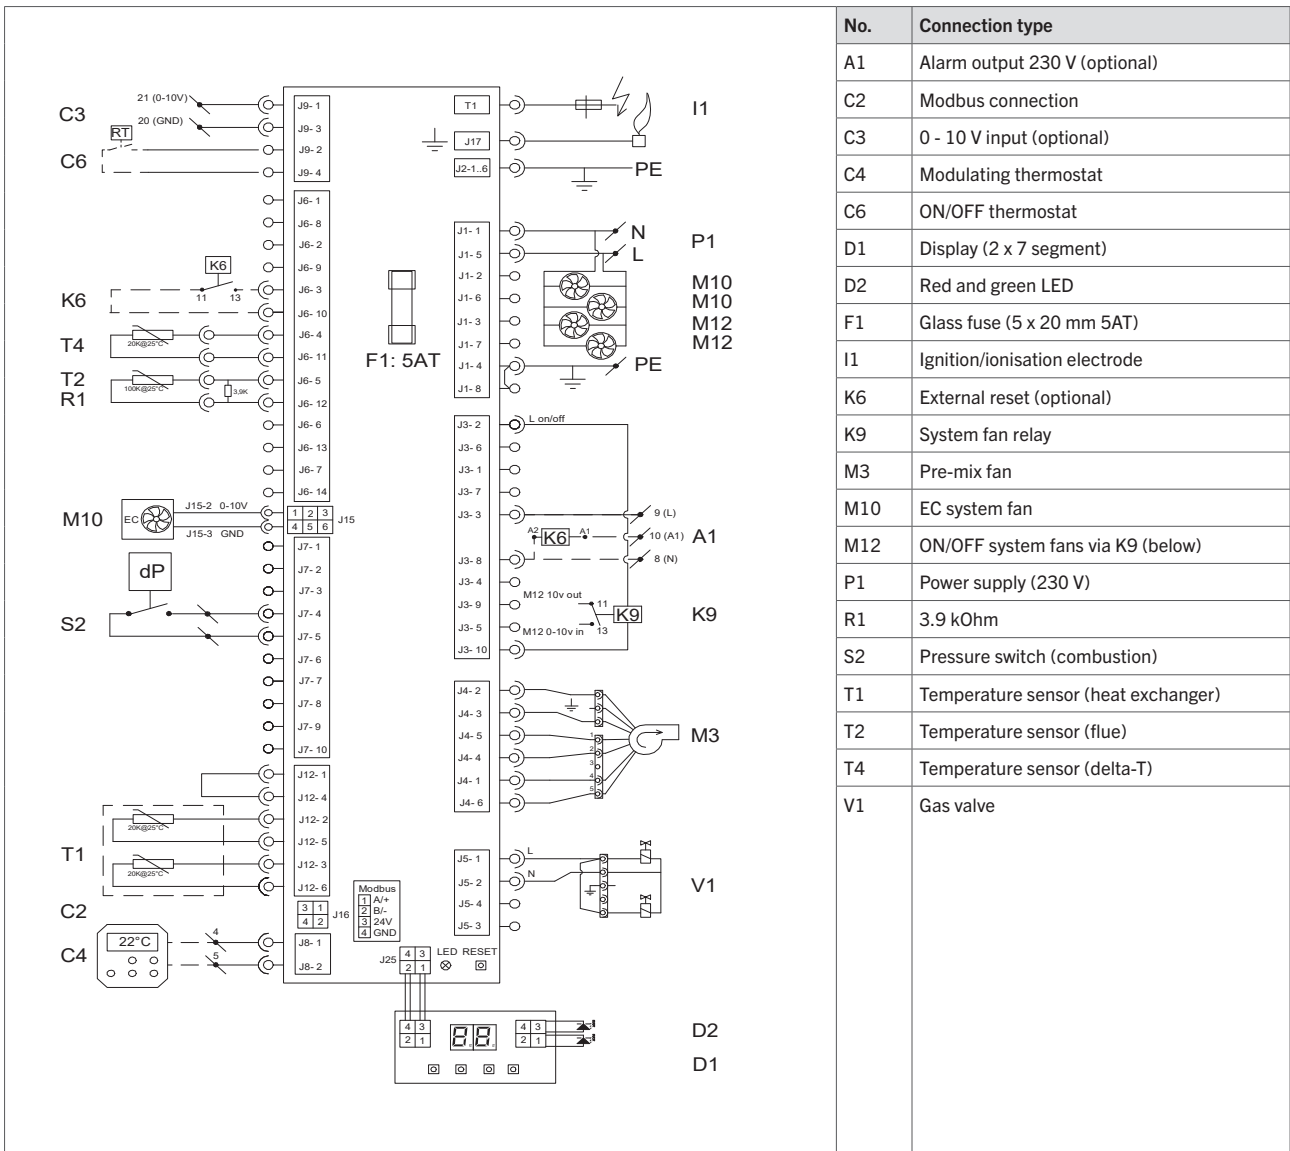 C3
21 (0-10V)
20 (GND)
RT
C6
J9- 1
J9- 3
J9- 2
J9- 4
J6- 1
J6- 8
J6- 2
J6- 9
J6- 3
J6- 10
J6- 4
J6- 11
J6- 5
J6- 12
J6- 6
J6- 13
J6- 7
J6- 14
K6
K6
11 13
T4
20K@25°C
T2
R1
100K@25°C
3,9K
M10
EC
J15-2 0-10V
J15-3 GND
1 2 3
4 5 6
J15
J7- 1
J7- 2
J7- 3
J7- 4
J7- 5
J7- 6
J7- 7
J7- 8
J7- 9
J7- 10
dP
S2
J12- 1
J12- 4
J12- 2
J12- 5
J12- 3
J12- 6
T1
20K@25°C
20K@25°C
C2
3 1
4 2
J16
Modbus
1 A/+
2 B/-
3 24V
4 GND
C4
22°C
4
5
J8- 1
J8- 2
J25
4 3
2 1
LED RESET
F1: 5AT
T1
J17
J2-1..6
I1
PE
J1- 1
J1- 5
J1- 2
J1- 6
J1- 3
J1- 7
J1- 4
J1- 8
N
L
P1
M10
M10
M12
M12
PE
J3- 2
J3- 6
J3- 1
J3- 7
J3- 3
J3- 8
J3- 4
J3- 9
J3- 5
J3- 10
L on/off
9 (L)
A2 K6 A1
10 (A1)
8 (N)
A1
M12 10v out
11
K9
M12 0-10v in 13
K9
J4- 2
J4- 3
J4- 5
J4- 4
J4- 1
J4- 6
1
2
3
4
5
M3
J5- 1
J5- 2
J5- 4
J5- 3
L
N
V1
4 3
2 1
8.8.
4 3
2 1
D2
D1
No. Connection type
A1 Alarm output 230 V (optional)
C2 Modbus connection
C3 0 - 10 V input (optional)
C4 Modulating thermostat
C6 ON/OFF thermostat
D1 Display (2 x 7 segment)
D2 Red and green LED
F1 Glass fuse (5 x 20 mm 5AT)
I1 Ignition/ionisation electrode
K6 External reset (optional)
K9 System fan relay
M3 Pre-mix fan
M10 EC system fan
M12 ON/OFF system fans via K9 (below)
P1 Power supply (230 V)
R1 3.9 kOhm
S2 Pressure switch (combustion)
T1 Temperature sensor (heat exchanger)
T2 Temperature sensor (flue)
T4 Temperature sensor (delta-T)
V1 Gas valve